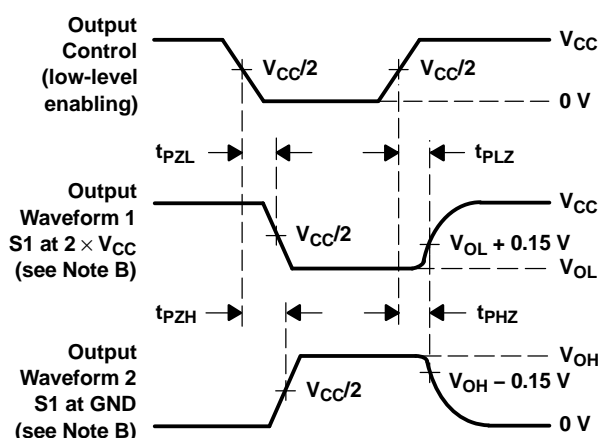 Output
Control
(low-level
enabling)
VCC/2
VCC/2
VCC
0 V
tPZL
tPLZ
Output
Waveform 1
S1 at 2 × VCC
(see Note B)
VCC/2
VCC
VOL + 0.15 V
VOL
tPZH
tPHZ
Output
Waveform 2
S1 at GND
(see Note B)
VCC/2
VOH
VOH − 0.15 V
0 V